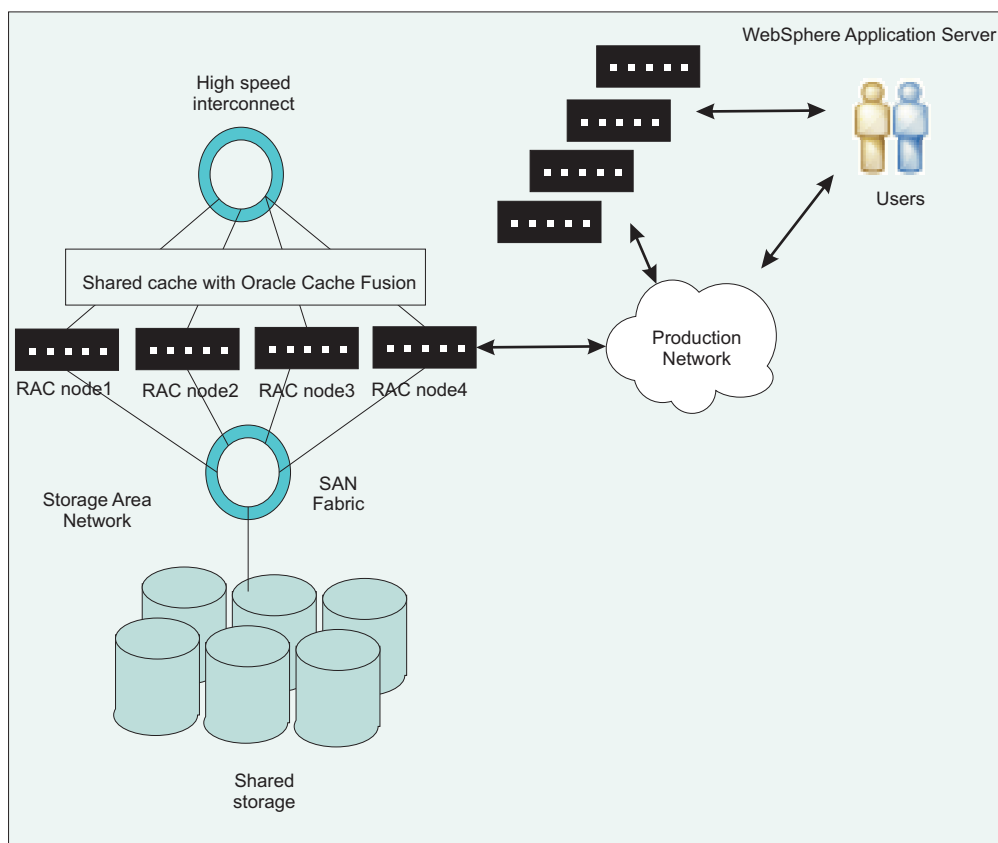 WebSphere Application Server
High speed
interconnect
Users
Shared cache with Oracle Cache Fusion
Production
Network
RAC node1
RAC node2
RAC node3
RAC node4
Storage Area
Network
SAN
Fabric
Shared
storage